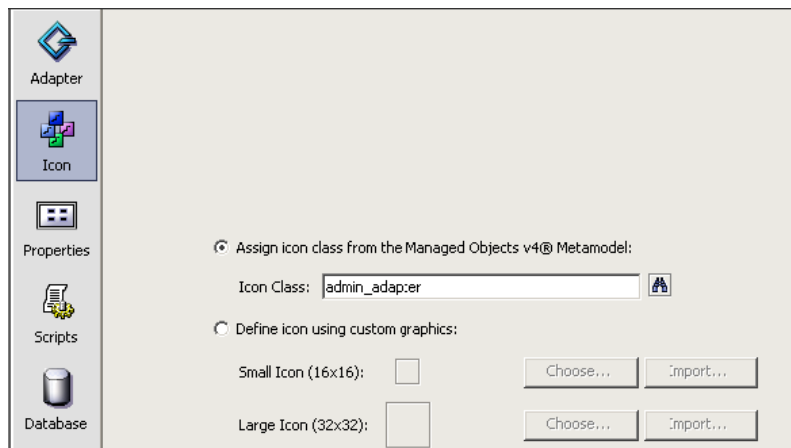 Adapter
Icon
Properties
Scripts
Database
Assign icon class from the Managed Objects v4® Metamodel:
Icon Class: admin_adapter
Define icon using custom graphics:
Small Icon (16x16): Choose... Import...
Large Icon (32x32): Choose... Import...